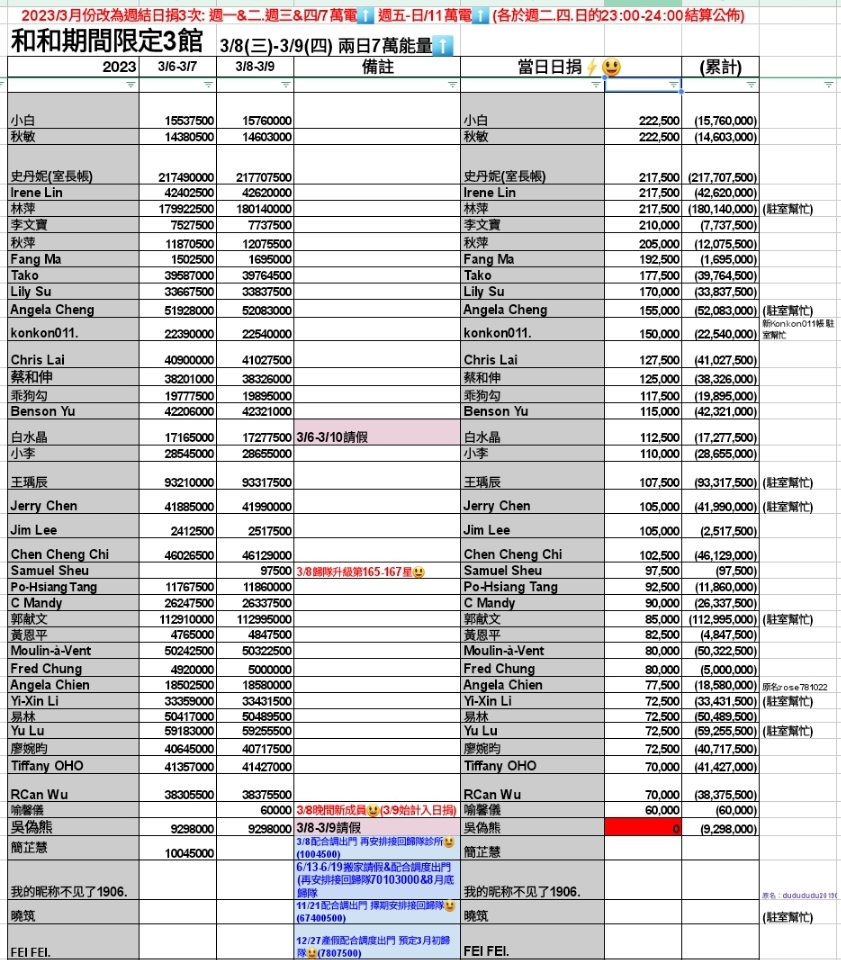 2023/3月份改為週結日捐3次: 週一&二.週三&四/7萬電⬆️ 週五-日/11萬電⬆️ (各於週二.四.日的23:00-24:00結算公佈)
和和期間限定3館 3/8(三)-3/9(四) 兩日7萬能量⬆️
2023 3/6-3/7 3/8-3/9 備註 當日日捐⚡😃 (累計)
小白 15537500 15760000 小白 222,500 (15,760,000)
秋敏 14380500 14603000 秋敏 222,500 (14,603,000)
史丹妮(室長帳) 217490000 217707500 史丹妮(室長帳) 217,500 (217,707,500)
Irene Lin 42402500 42620000 Irene Lin 217,500 (42,620,000)
林萍 179922500 180140000 林萍 217,500 (180,140,000) (駐室幫忙)
李文寶 7527500 7737500 李文寶 210,000 (7,737,500)
秋萍 11870500 12075500 秋萍 205,000 (12,075,500)
Fang Ma 1502500 1695000 Fang Ma 192,500 (1,695,000)
Tako 39587000 39764500 Tako 177,500 (39,764,500)
Lily Su 33667500 33837500 Lily Su 170,000 (33,837,500)
Angela Cheng 51928000 52083000 Angela Cheng 155,000 (52,083,000) (駐室幫忙)
konkon011. 22390000 22540000 konkon011. 150,000 (22,540,000) 新Konkon011帳 駐
室幫忙
Chris Lai 40900000 41027500 Chris Lai 127,500 (41,027,500)
蔡和伸 38201000 38326000 蔡和伸 125,000 (38,326,000)
乖狗勾 19777500 19895000 乖狗勾 117,500 (19,895,000)
Benson Yu 42206000 42321000 Benson Yu 115,000 (42,321,000)
白水晶 17165000 17277500 3/6-3/10請假 白水晶 112,500 (17,277,500)
小李 28545000 28655000 小李 110,000 (28,655,000)
王瑀辰 93210000 93317500 王瑀辰 107,500 (93,317,500) (駐室幫忙)
Jerry Chen 41885000 41990000 Jerry Chen 105,000 (41,990,000) (駐室幫忙)
Jim Lee 2412500 2517500 Jim Lee 105,000 (2,517,500)
Chen Cheng Chi 46026500 46129000 Chen Cheng Chi 102,500 (46,129,000)
Samuel Sheu 97500 3/8歸隊升級第165-167星😃 Samuel Sheu 97,500 (97,500)
Po-Hsiang Tang 11767500 11860000 Po-Hsiang Tang 92,500 (11,860,000)
C Mandy 26247500 26337500 C Mandy 90,000 (26,337,500)
郭献文 112910000 112995000 郭献文 85,000 (112,995,000) (駐室幫忙)
黃恩平 4765000 4847500 黃恩平 82,500 (4,847,500)
Moulin-à-Vent 50242500 50322500 Moulin-à-Vent 80,000 (50,322,500)
Fred Chung 4920000 5000000 Fred Chung 80,000 (5,000,000)
Angela Chien 18502500 18580000 Angela Chien 77,500 (18,580,000) 原名rose781022
Yi-Xin Li 33359000 33431500 Yi-Xin Li 72,500 (33,431,500) (駐室幫忙)
易林 50417000 50489500 易林 72,500 (50,489,500)
Yu Lu 59183000 59255500 Yu Lu 72,500 (59,255,500) (駐室幫忙)
廖婉昀 40645000 40717500 廖婉昀 72,500 (40,717,500)
Tiffany OHO 41357000 41427000 Tiffany OHO 70,000 (41,427,000)
RCan Wu 38305500 38375500 RCan Wu 70,000 (38,375,500)
喻馨儀 60000 3/8晚間新成員😃(3/9始計入日捐) 喻馨儀 60,000 (60,000)
吳偽熊 9298000 9298000 3/8-3/9請假 吳偽熊 0 (9,298,000)
簡芷慧 10045000 3/8配合調出門 再安排接回歸隊診所😃 簡芷慧
(1004500)
6/13-6/19搬家請假&配合調度出門
(再安排接回歸隊70103000&8月底
我的昵称不见了1906. 歸隊 我的昵称不见了1906. 原名：dudududu2013
曉筑 11/21配合調出門 擇期安排接回歸隊😃 曉筑 (駐室幫忙)
(67400500)
12/27產假配合調度出門 預定3月初歸
FEI FEI. 隊😃(7807500) FEI FEI.